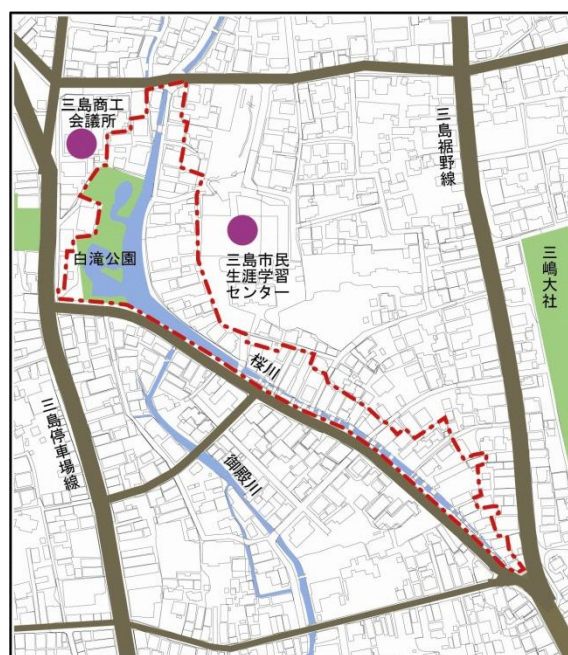 三島商工
会議所
三島裾野線
白滝公園
三島市民
生涯学習
センター
三嶋大社
桜川
三島停車場線
御殿川